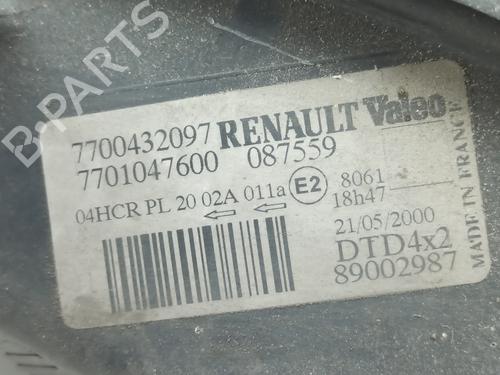 B-PARTS
7700432097 RENAULT Valeo
7701047600 087559
04HCR PL 20 02A 011a E2 8061
18h47
21/05/2000
DTD4x2
89002987
MADE IN FRANCE